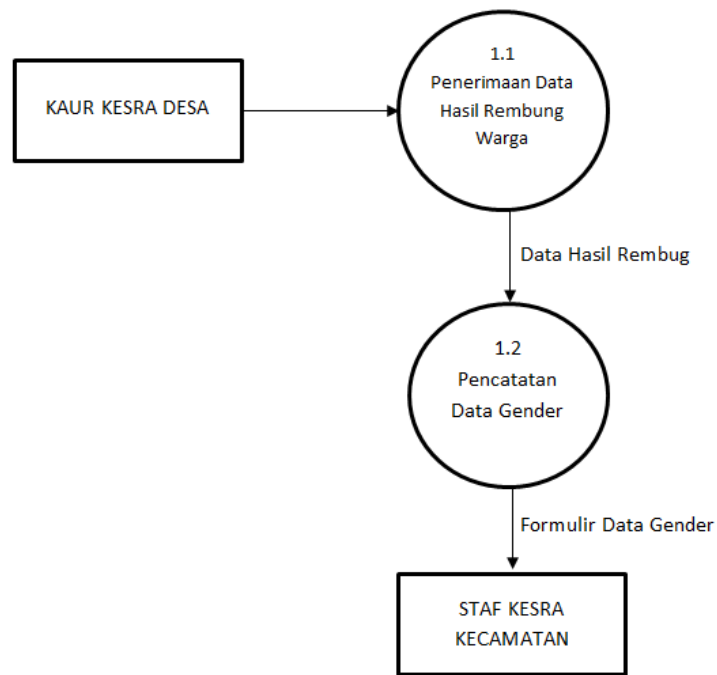 KAUR KESRA DESA
1.1
Penerimaan Data
Hasil Rembung
Warga
Data Hasil Rembug
1.2
Pencatatan
Data Gender
Formulir Data Gender
STAF KESRA
KECAMATAN